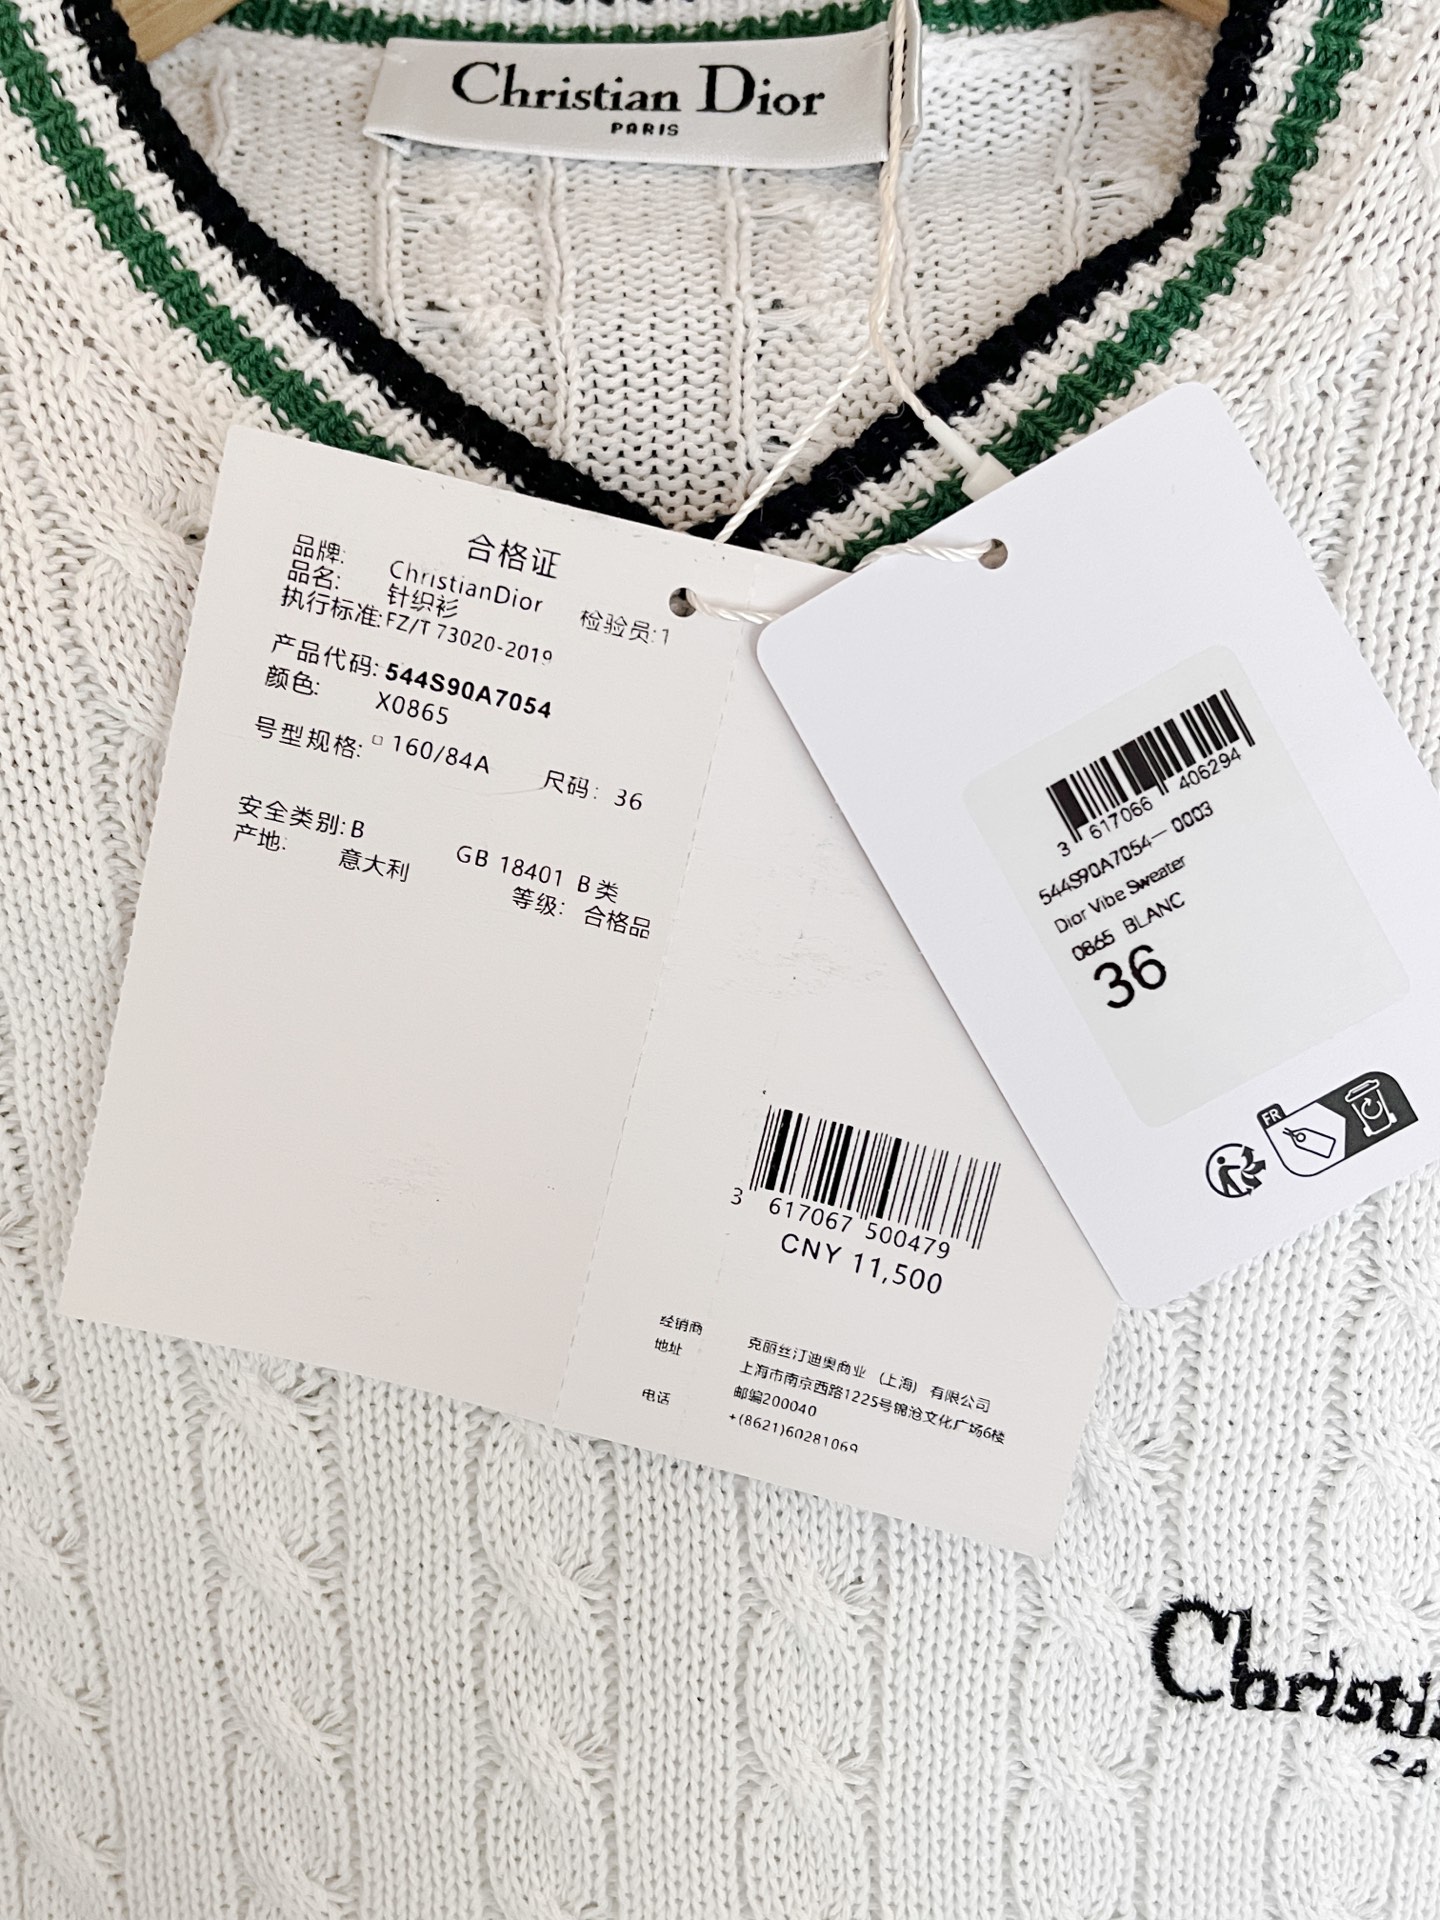 Christian Dior
PARIS
合格证
品牌: ChristianDior
品名: 针织衫 检验员:1
执行标准: FZ/T 73020-2019
产品代码: 544S90A7054
颜色: X0865
号型规格: 160/84A 尺码: 36
安全类别: B GB 18401 B类
产地: 意大利 等级: 合格品
3 617067 500479
CNY 11,500
经销商 克丽丝汀迪奥商业（上海）有限公司
地址 上海市南京西路1225号锦沧文化广场6楼
邮编200040
电话 +(8621)60281069
3 617066 406294
544S90A7054-0003
Dior Vibe Sweater
0865 BLANC
36
FR